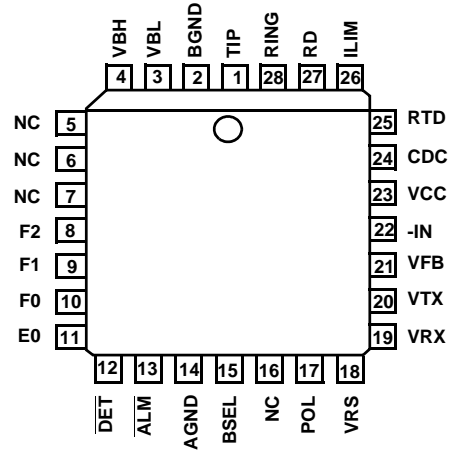 VBH VBL BGND TIP RING RD ILIM
4 3 2 1 28 27 26
NC 5 25 RTD
NC 6 24 CDC
NC 7 23 VCC
F2 8 22 -IN
F1 9 21 VFB
F0 10 20 VTX
E0 11 19 VRX
12 13 14 15 16 17 18
DET ALM AGND BSEL NC POL VRS